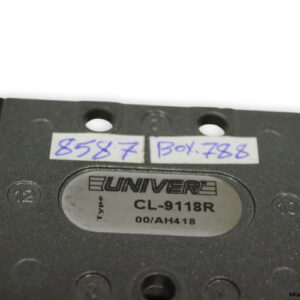 8587 Box.788
UNIVER
Type CL-9118R
00/AH418
12